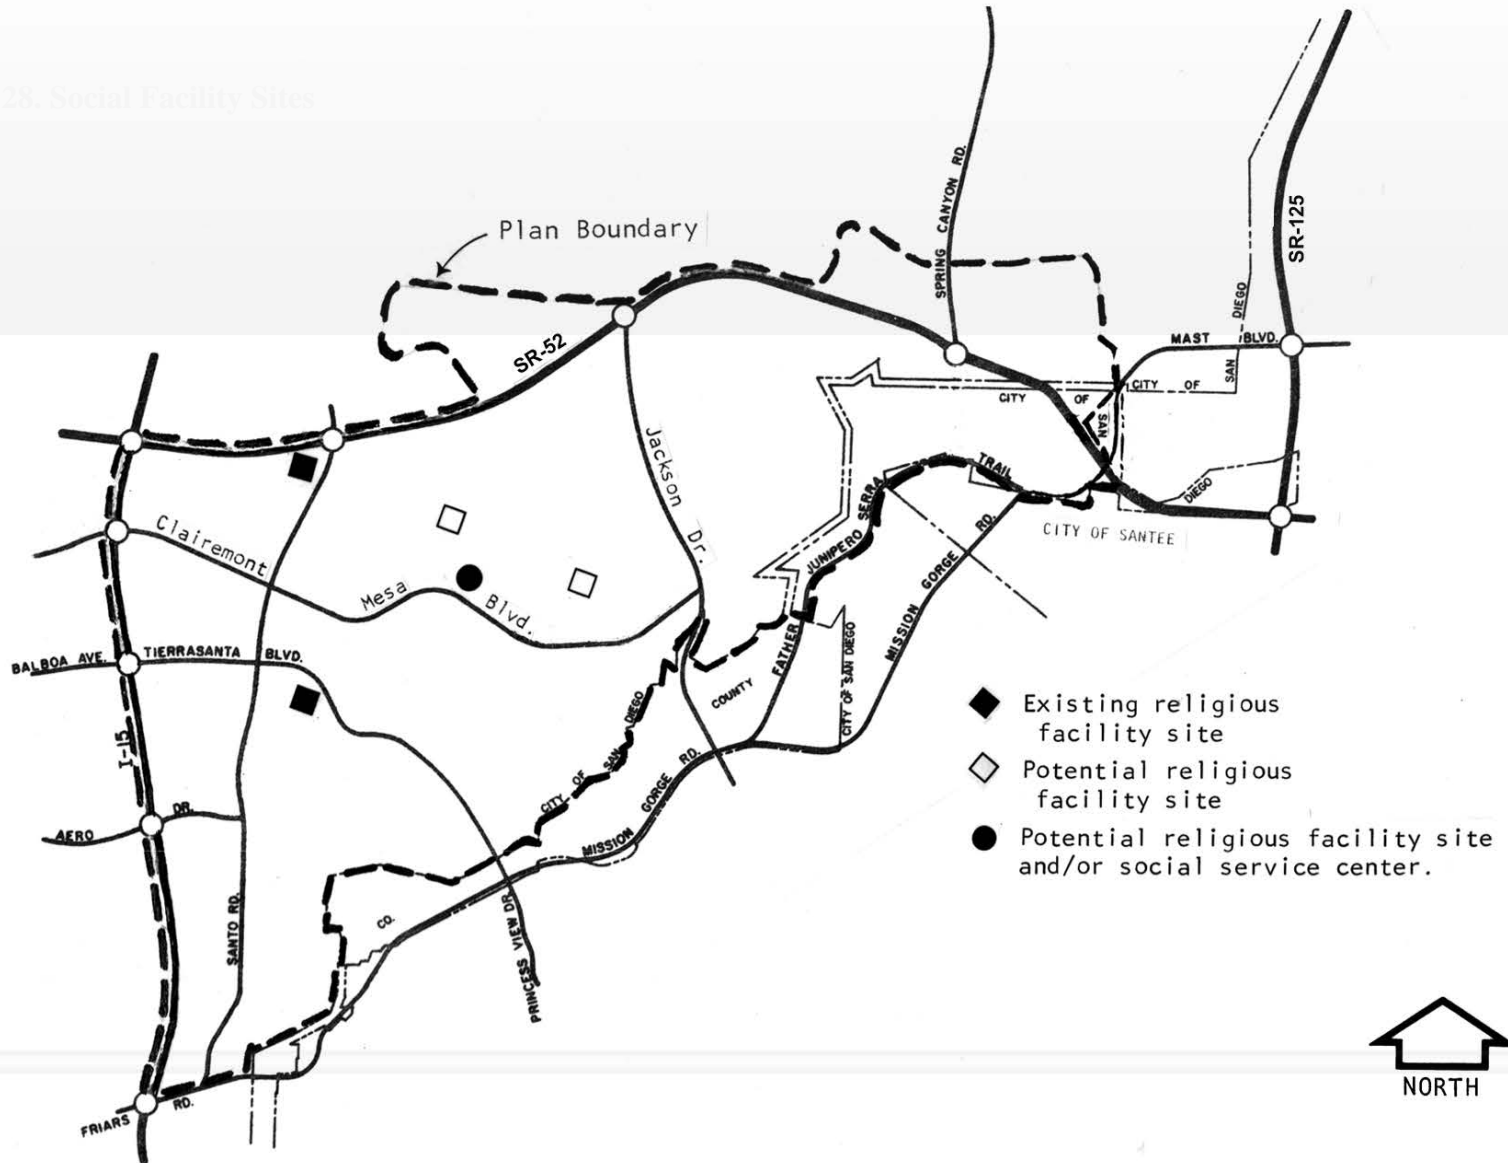 28. Social Facility Sites
Plan Boundary
SPRING CANYON RD.
SR-125
SAN DIEGO
MAST BLVD.
SR-52
CITY OF
CITY OF SAN DIEGO
Jackson Dr.
FATHER JUNIPERO SERRA TRAIL
CITY OF SANTEE
Clairemont Mesa Blvd.
MISSION GORGE RD.
BALBOA AVE.
TIERRASANTA BLVD.
COUNTY
CITY OF SAN DIEGO
CITY OF SAN DIEGO
I-15
AERO DR.
MISSION GORGE RD.
SANTO RD.
CO.
PRINCESS VIEW DR.
FRIARS RD.
Existing religious
facility site
Potential religious
facility site
Potential religious facility site
and/or social service center.
NORTH